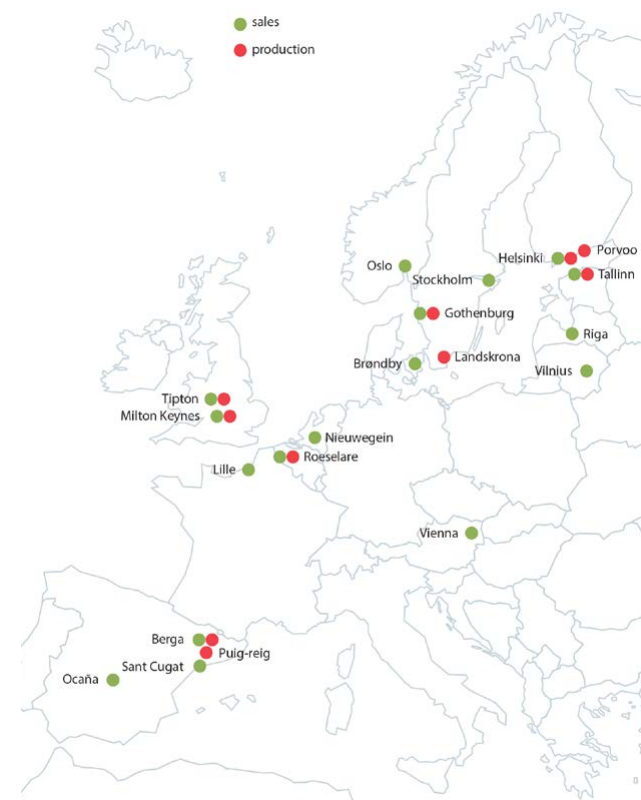 sales
production
Porvoo
Helsinki
Oslo
Tallinn
Stockholm
Gothenburg
Riga
Landskrona
Brøndby
Vilnius
Tipton
Milton Keynes
Nieuwegein
Roeselare
Lille
Vienna
Berga
Puig-reig
Sant Cugat
Ocaña